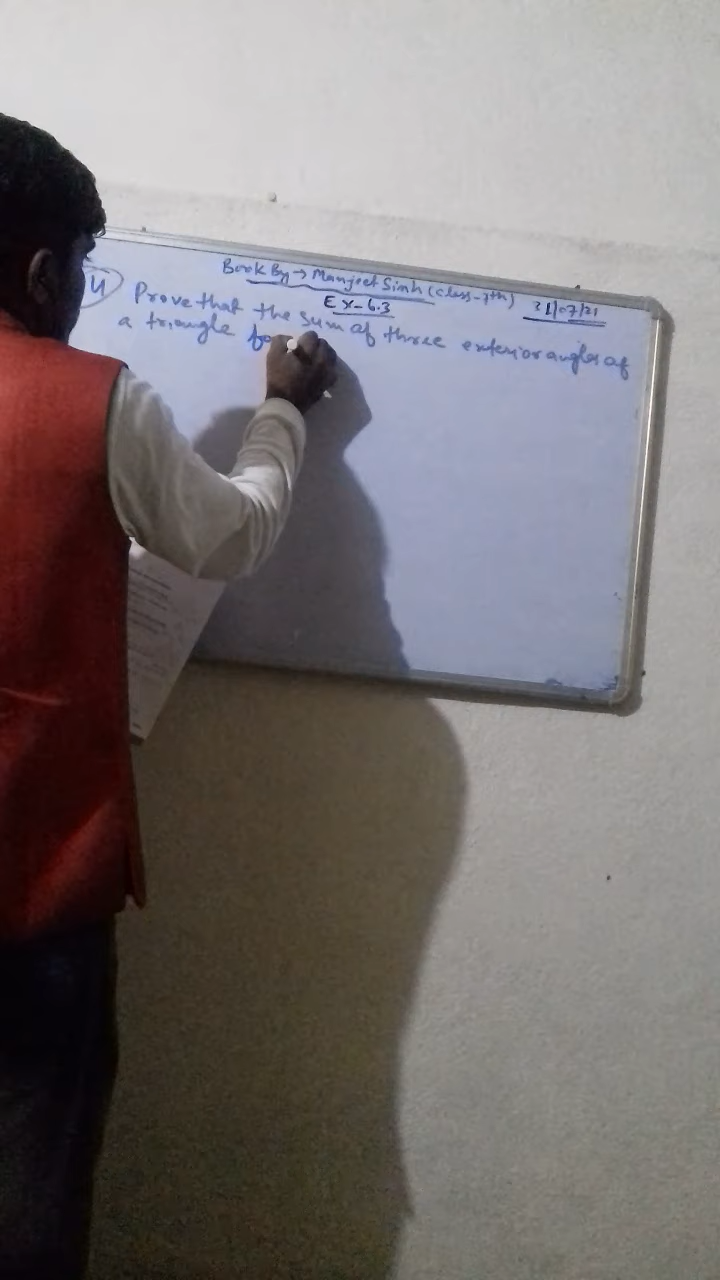 Book By → Manjeet Sinh (Class-7th) 31/07/21
Ex-6.3
4) Prove that the sum of three exterior angles of
a triangle fo